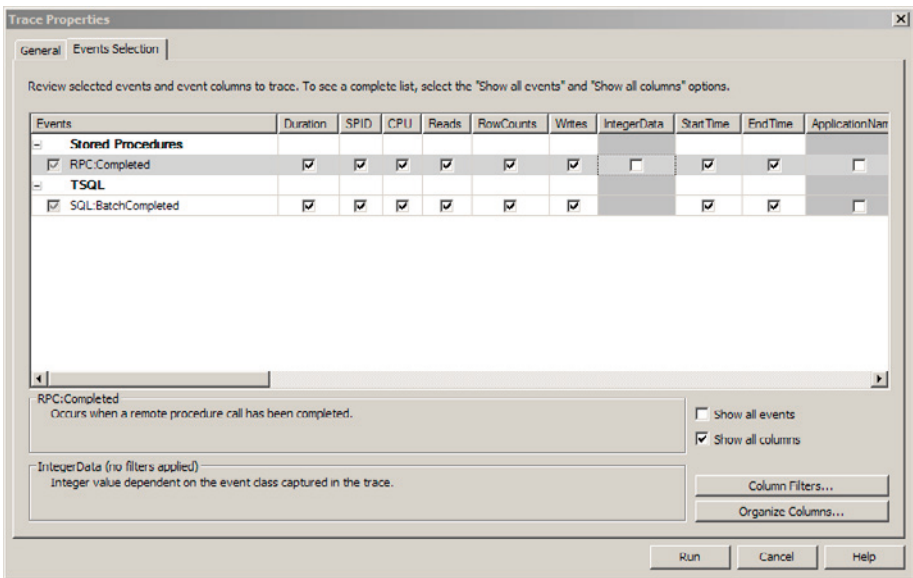 Trace Properties
General Events Selection
Review selected events and event columns to trace. To see a complete list, select the "Show all events" and "Show all columns" options.
Events Duration SPID CPU Reads RowCounts Writes IntegerData StartTime EndTime ApplicationNam
Stored Procedures
RPC:Completed
TSQL
SQL:BatchCompleted
RPC:Completed
Occurs when a remote procedure call has been completed.
Show all events
Show all columns
IntegerData (no filters applied)
Integer value dependent on the event class captured in the trace.
Column Filters...
Organize Columns...
Run Cancel Help